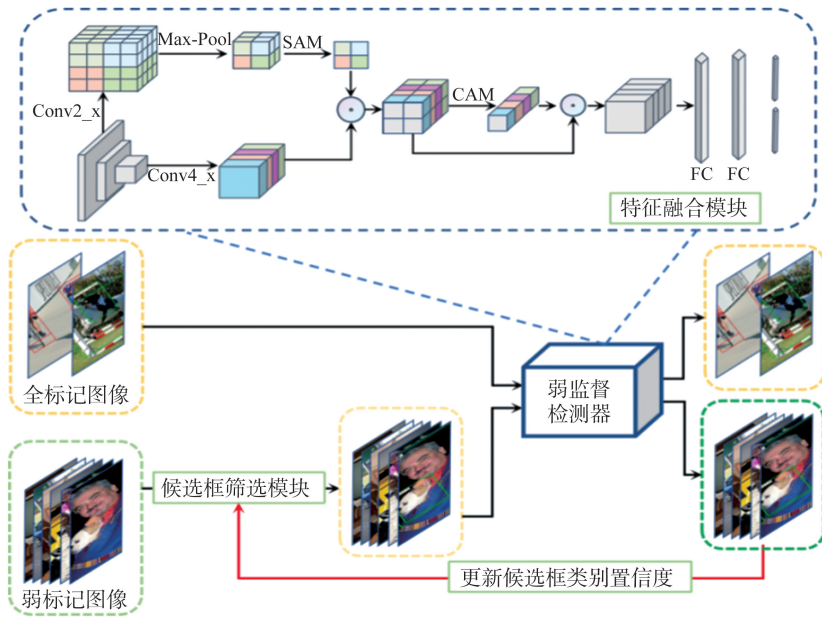 Max-Pool
SAM
Conv2_x
CAM
Conv4_x
FC
FC
特征融合模块
全标记图像
弱监督
检测器
候选框筛选模块
更新候选框类别置信度
弱标记图像